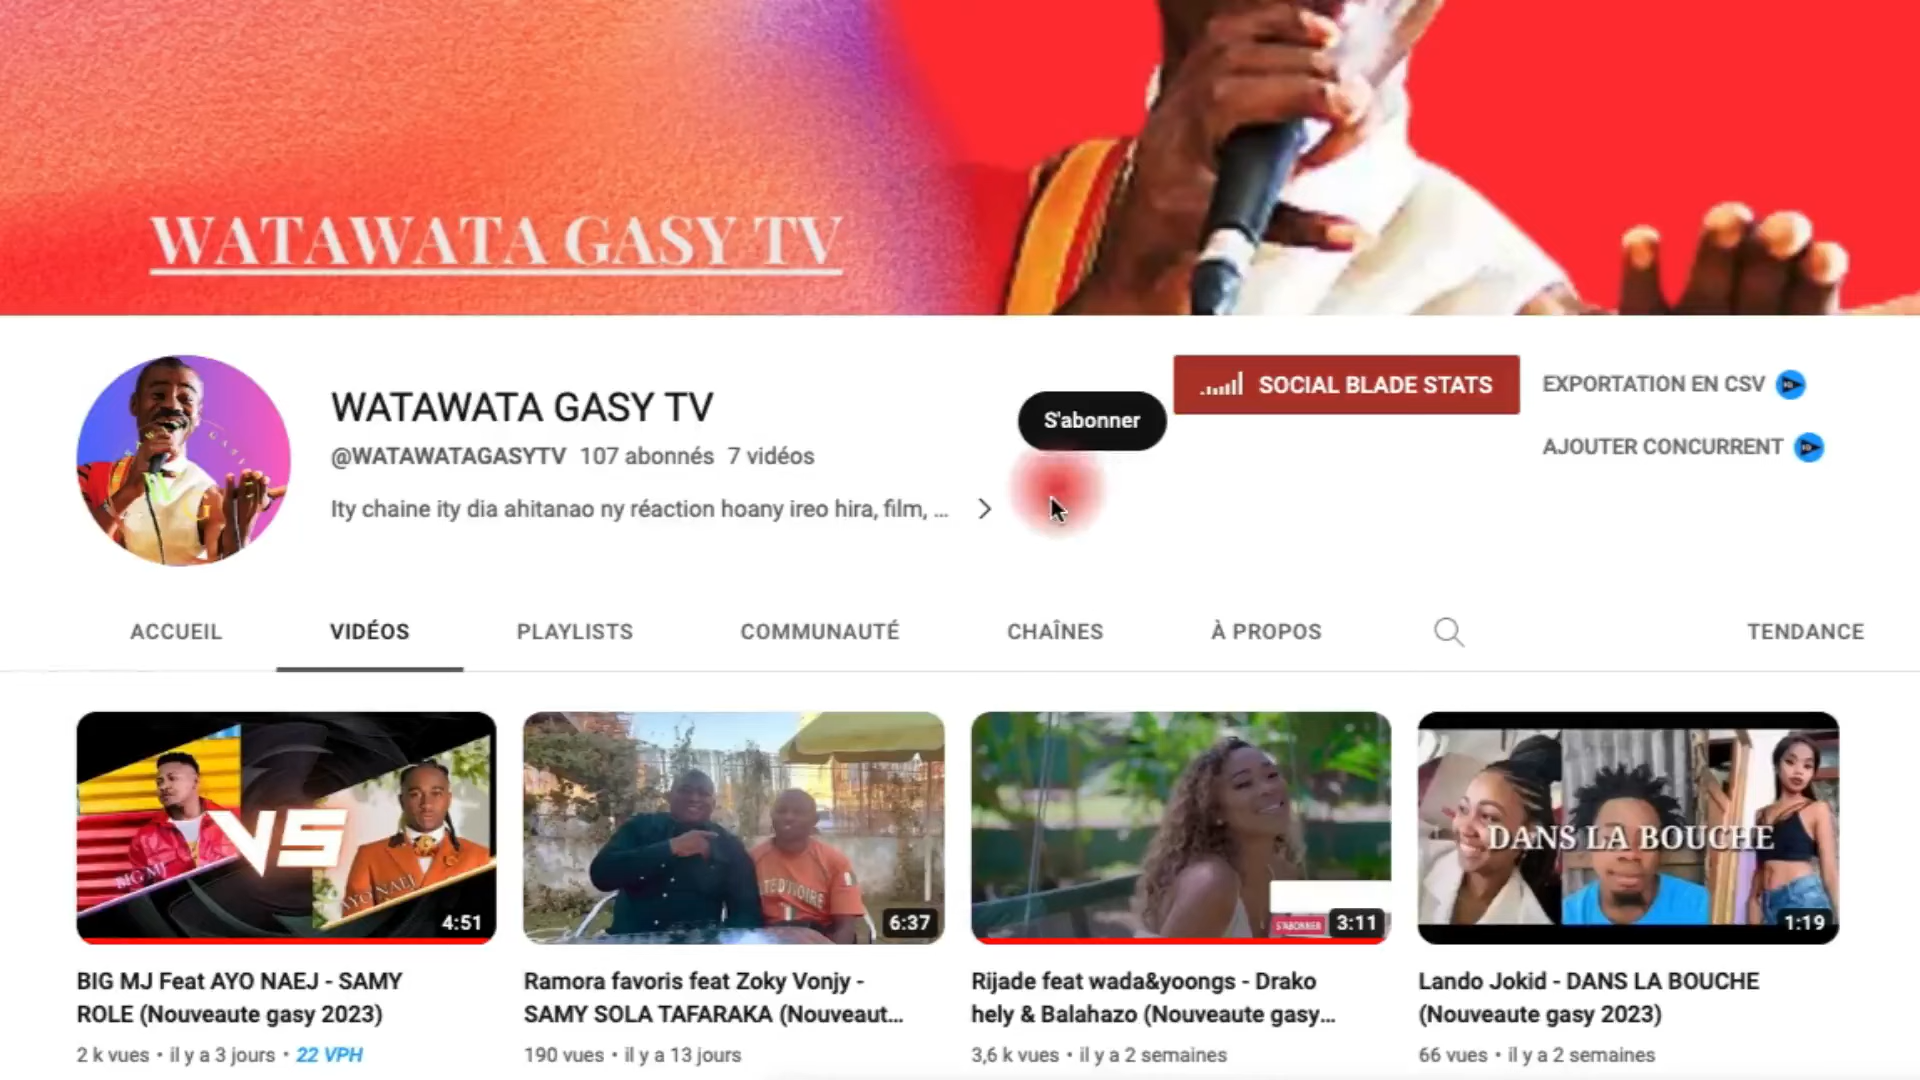 WATAWATA GASY TV
WATAWATA GASY TV
@WATAWATAGASYTV 107 abonnés 7 vidéos
Ity chaine ity dia ahitanao ny réaction hoany ireo hira, film, ...
S'abonner
SOCIAL BLADE STATS
EXPORTATION EN CSV
AJOUTER CONCURRENT
ACCUEIL VIDÉOS PLAYLISTS COMMUNAUTÉ CHAÎNES À PROPOS TENDANCE
VS
BIG MJ
AYO NAEJ
4:51
6:37
S'ABONNER
3:11
DANS LA BOUCHE
1:19
BIG MJ Feat AYO NAEJ - SAMY
ROLE (Nouveaute gasy 2023)
2 k vues • il y a 3 jours • 22 VPH
Ramora favoris feat Zoky Vonjy -
SAMY SOLA TAFARAKA (Nouveaut...
190 vues • il y a 13 jours
Rijade feat wada&yoongs - Drako
hely & Balahazo (Nouveaute gasy...
3,6 k vues • il y a 2 semaines
Lando Jokid - DANS LA BOUCHE
(Nouveaute gasy 2023)
66 vues • il y a 2 semaines